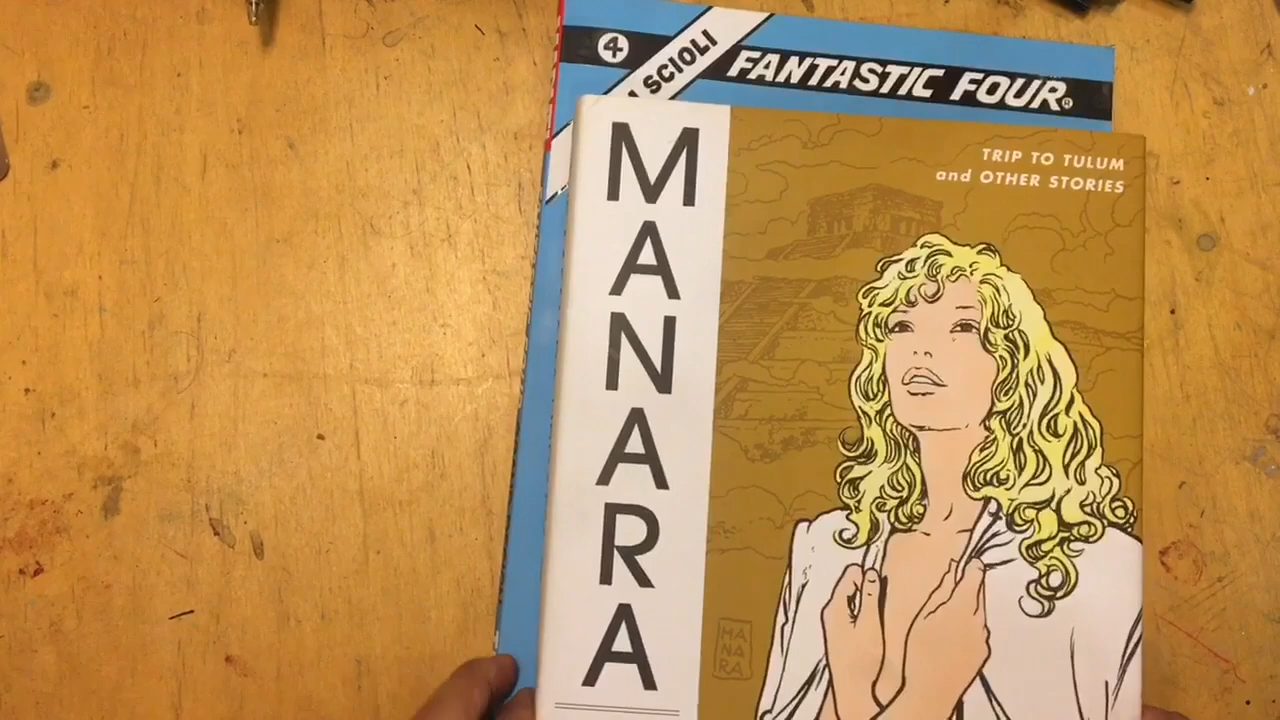 4
SCIOLI
FANTASTIC FOUR®
MANARA
TRIP TO TULUM
and OTHER STORIES
MA
NA
RA